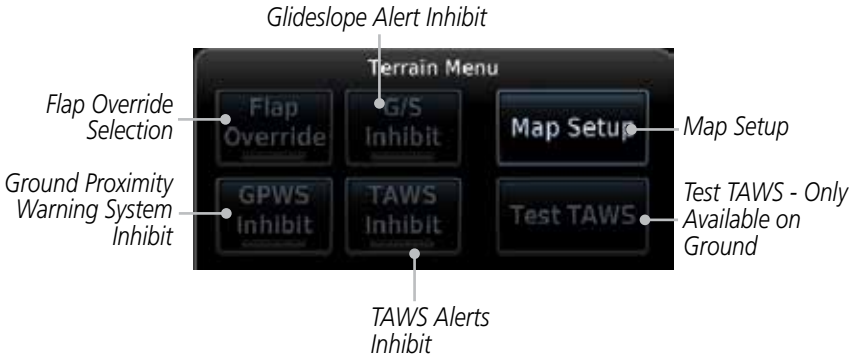 Glideslope Alert Inhibit
Terrain Menu
Flap Override
Selection
Flap
Override
G/S
Inhibit
Map Setup
Map Setup
Ground Proximity
Warning System
Inhibit
GPWS
Inhibit
TAWS
Inhibit
Test TAWS
Test TAWS - Only
Available on
Ground
TAWS Alerts
Inhibit